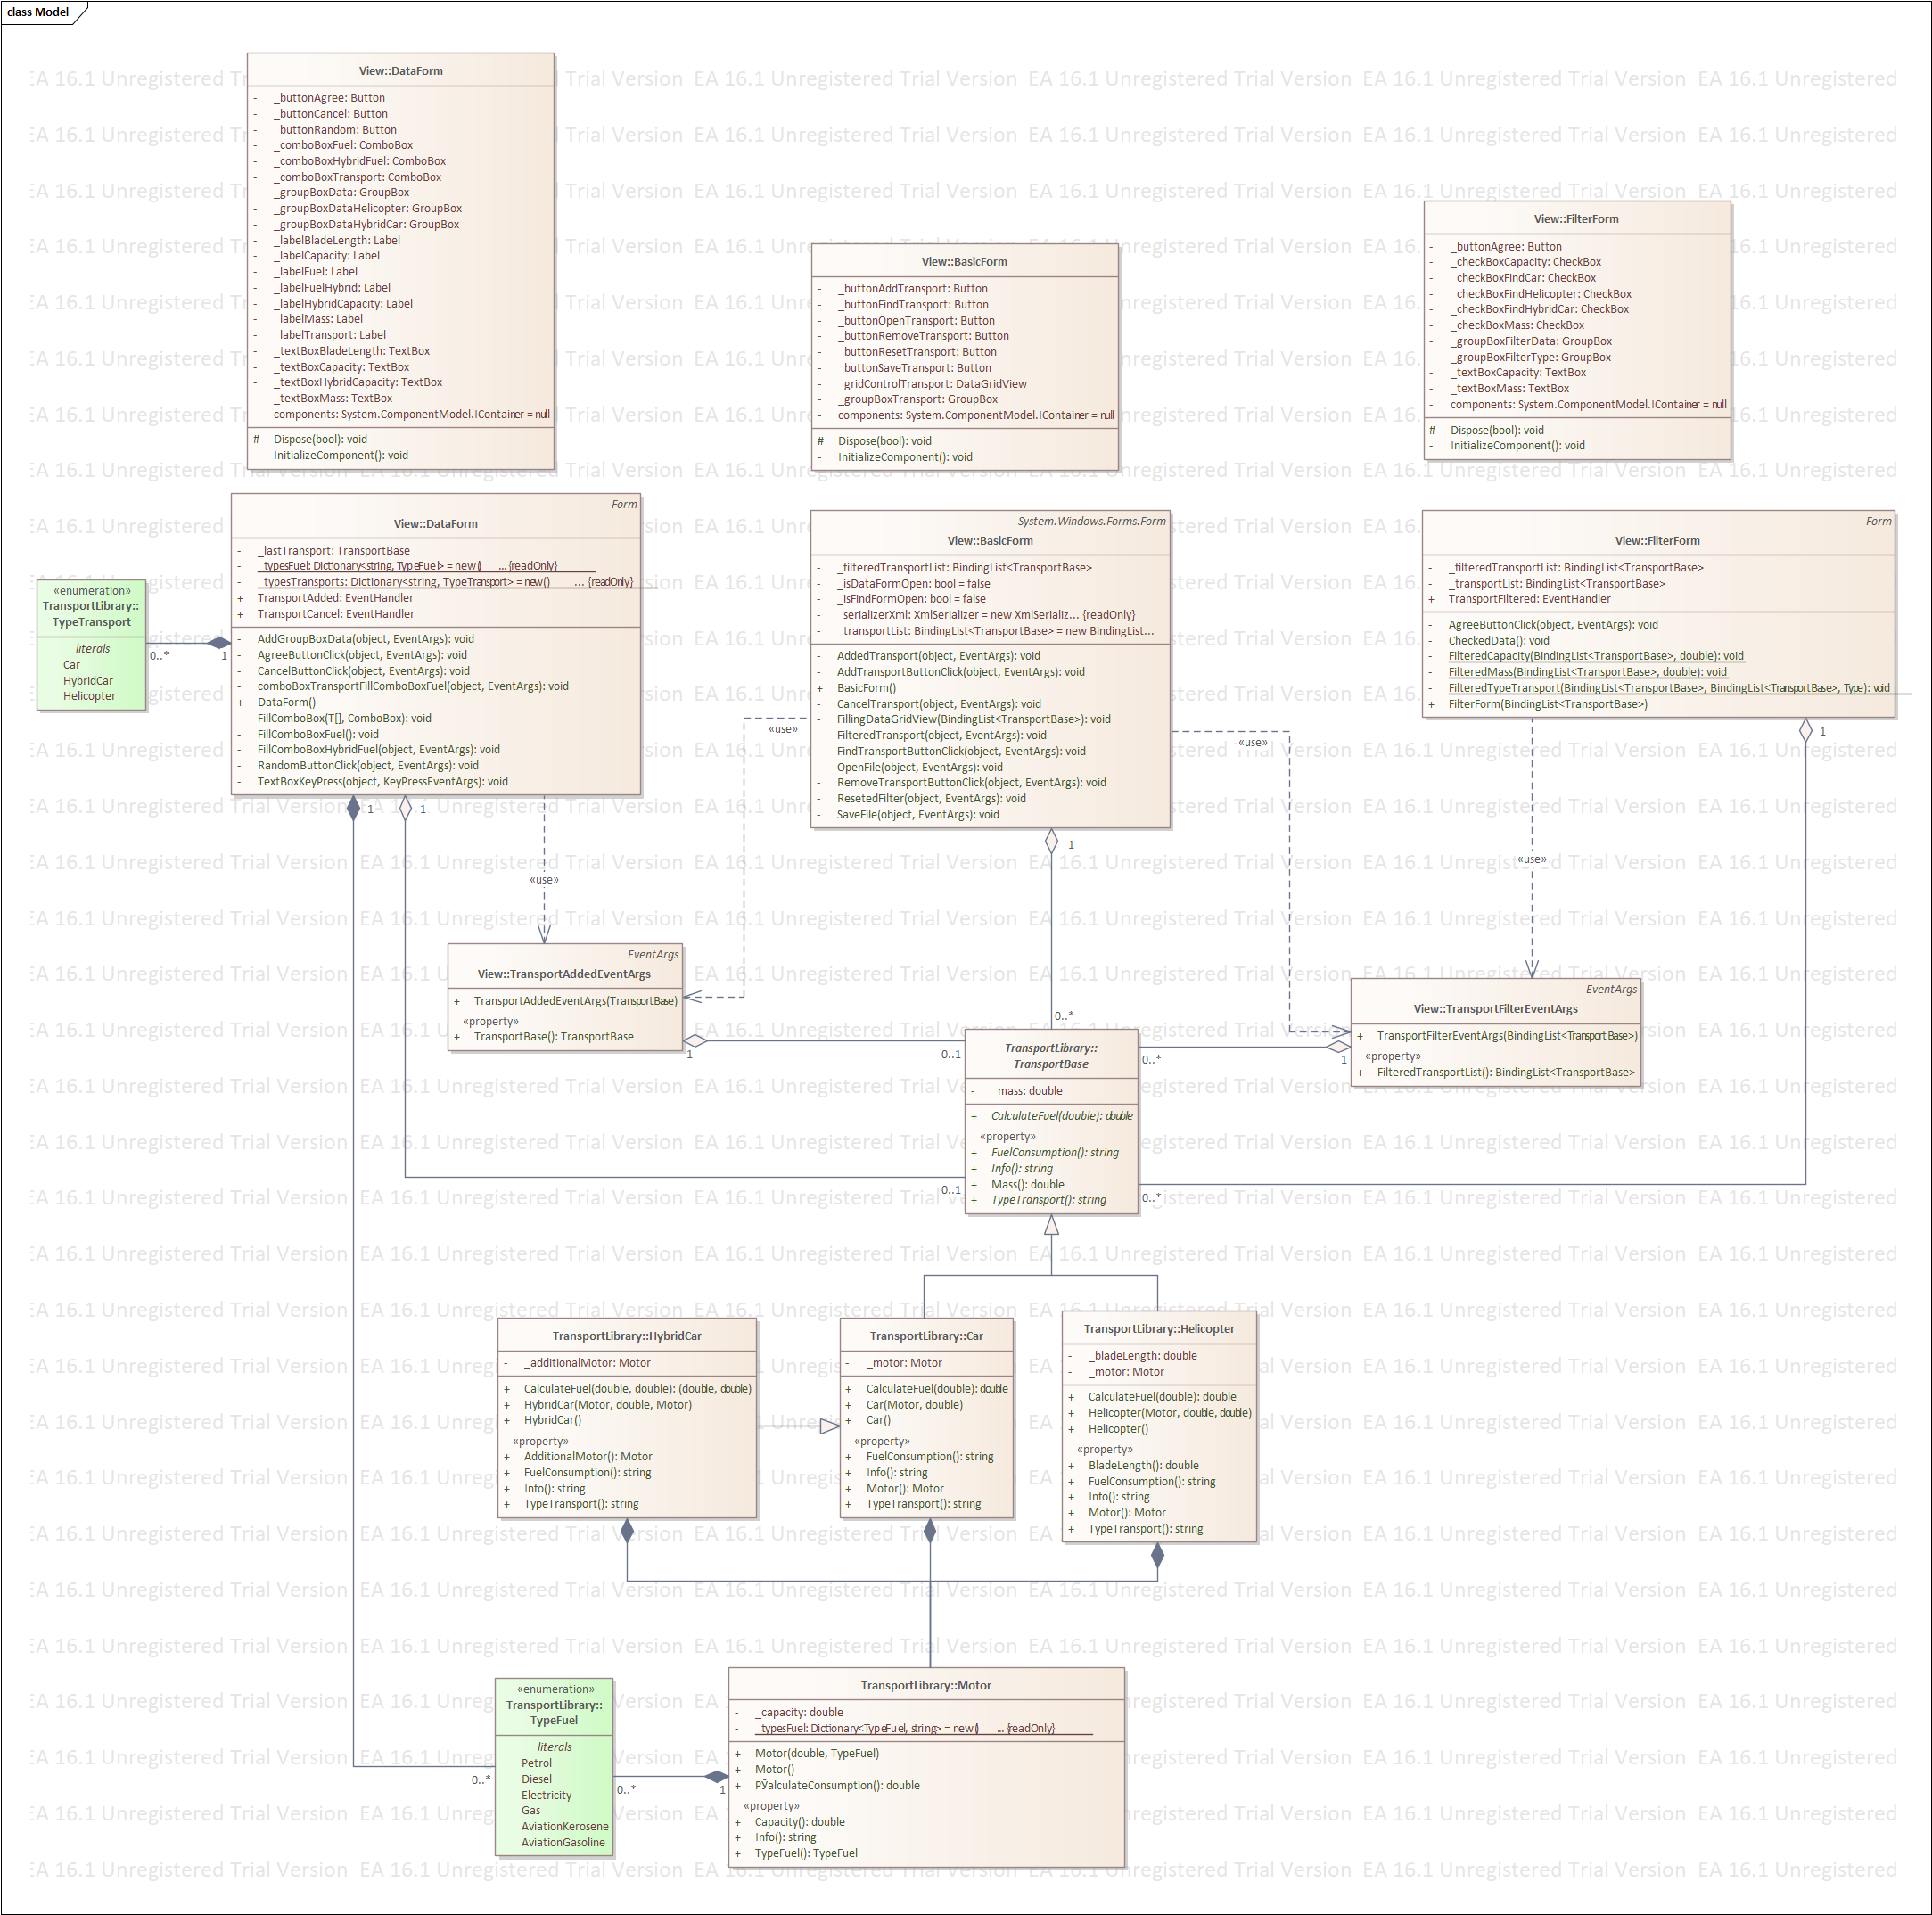 class Model
View::DataForm
- _buttonAgree: Button
- _buttonCancel: Button
- _buttonRandom: Button
- _comboBoxFuel: ComboBox
- _comboBoxHybridFuel: ComboBox
- _comboBoxTransport: ComboBox
- _groupBoxData: GroupBox
- _groupBoxDataHelicopter: GroupBox
- _groupBoxDataHybridCar: GroupBox
- _labelBladeLength: Label
- _labelCapacity: Label
- _labelFuel: Label
- _labelFuelHybrid: Label
- _labelHybridCapacity: Label
- _labelMass: Label
- _labelTransport: Label
- _textBoxBladeLength: TextBox
- _textBoxCapacity: TextBox
- _textBoxHybridCapacity: TextBox
- _textBoxMass: TextBox
- components: System.ComponentModel.IContainer = null
# Dispose(bool): void
- InitializeComponent(): void
View::BasicForm
- _buttonAddTransport: Button
- _buttonFindTransport: Button
- _buttonOpenTransport: Button
- _buttonRemoveTransport: Button
- _buttonResetTransport: Button
- _buttonSaveTransport: Button
- _gridControlTransport: DataGridView
- _groupBoxTransport: GroupBox
- components: System.ComponentModel.IContainer = null
# Dispose(bool): void
- InitializeComponent(): void
View::FilterForm
- _buttonAgree: Button
- _checkBoxCapacity: CheckBox
- _checkBoxFindCar: CheckBox
- _checkBoxFindHelicopter: CheckBox
- _checkBoxFindHybridCar: CheckBox
- _checkBoxMass: CheckBox
- _groupBoxFilterData: GroupBox
- _groupBoxFilterType: GroupBox
- _textBoxCapacity: TextBox
- _textBoxMass: TextBox
- components: System.ComponentModel.IContainer = null
# Dispose(bool): void
- InitializeComponent(): void
«enumeration»
TransportLibrary::
TypeTransport
literals
Car
HybridCar
Helicopter
0..*
1
Form
View::DataForm
- _lastTransport: TransportBase
- _typesFuel: Dictionary<string, TypeFuel> = new() ... {readOnly}
- _typesTransports: Dictionary<string, TypeTransport> = new() ... {readOnly}
+ TransportAdded: EventHandler
+ TransportCancel: EventHandler
- AddGroupBoxData(object, EventArgs): void
- AgreeButtonClick(object, EventArgs): void
- CancelButtonClick(object, EventArgs): void
- comboBoxTransportFillComboBoxFuel(object, EventArgs): void
+ DataForm()
- FillComboBox(T[], ComboBox): void
- FillComboBoxFuel(): void
- FillComboBoxHybridFuel(object, EventArgs): void
- RandomButtonClick(object, EventArgs): void
- TextBoxKeyPress(object, KeyPressEventArgs): void
1
1
System.Windows.Forms.Form
View::BasicForm
- _filteredTransportList: BindingList<TransportBase>
- _isDataFormOpen: bool = false
- _isFindFormOpen: bool = false
- _serializerXml: XmlSerializer = new XmlSerializ... {readOnly}
- _transportList: BindingList<TransportBase> = new BindingList...
- AddedTransport(object, EventArgs): void
- AddTransportButtonClick(object, EventArgs): void
+ BasicForm()
- CancelTransport(object, EventArgs): void
- FillingDataGridView(BindingList<TransportBase>): void
- FilteredTransport(object, EventArgs): void
- FindTransportButtonClick(object, EventArgs): void
- OpenFile(object, EventArgs): void
- RemoveTransportButtonClick(object, EventArgs): void
- ResetedFilter(object, EventArgs): void
- SaveFile(object, EventArgs): void
1
Form
View::FilterForm
- _filteredTransportList: BindingList<TransportBase>
- _transportList: BindingList<TransportBase>
+ TransportFiltered: EventHandler
- AgreeButtonClick(object, EventArgs): void
- CheckedData(): void
- FilteredCapacity(BindingList<TransportBase>, double): void
- FilteredMass(BindingList<TransportBase>, double): void
- FilteredTypeTransport(BindingList<TransportBase>, BindingList<TransportBase>, Type): void
+ FilterForm(BindingList<TransportBase>)
1
«use»
«use»
«use»
«use»
EventArgs
View::TransportAddedEventArgs
+ TransportAddedEventArgs(TransportBase)
«property»
+ TransportBase(): TransportBase
1
0..1
0..*
TransportLibrary::
TransportBase
- _mass: double
+ CalculateFuel(double): double
«property»
+ FuelConsumption(): string
+ Info(): string
+ Mass(): double
+ TypeTransport(): string
0..1
0..*
0..*
1
EventArgs
View::TransportFilterEventArgs
+ TransportFilterEventArgs(BindingList<TransportBase>)
«property»
+ FilteredTransportList(): BindingList<TransportBase>
TransportLibrary::HybridCar
- _additionalMotor: Motor
+ CalculateFuel(double, double): (double, double)
+ HybridCar(Motor, double, Motor)
+ HybridCar()
«property»
+ AdditionalMotor(): Motor
+ FuelConsumption(): string
+ Info(): string
+ TypeTransport(): string
TransportLibrary::Car
- _motor: Motor
+ CalculateFuel(double): double
+ Car(Motor, double)
+ Car()
«property»
+ FuelConsumption(): string
+ Info(): string
+ Motor(): Motor
+ TypeTransport(): string
TransportLibrary::Helicopter
- _bladeLength: double
- _motor: Motor
+ CalculateFuel(double): double
+ Helicopter(Motor, double, double)
+ Helicopter()
«property»
+ BladeLength(): double
+ FuelConsumption(): string
+ Info(): string
+ Motor(): Motor
+ TypeTransport(): string
«enumeration»
TransportLibrary::
TypeFuel
literals
Petrol
Diesel
Electricity
Gas
AviationKerosene
AviationGasoline
0..*
0..*
1
TransportLibrary::Motor
- _capacity: double
- _typesFuel: Dictionary<TypeFuel, string> = new() ... {readOnly}
+ Motor(double, TypeFuel)
+ Motor()
+ РЎalculateConsumption(): double
«property»
+ Capacity(): double
+ Info(): string
+ TypeFuel(): TypeFuel